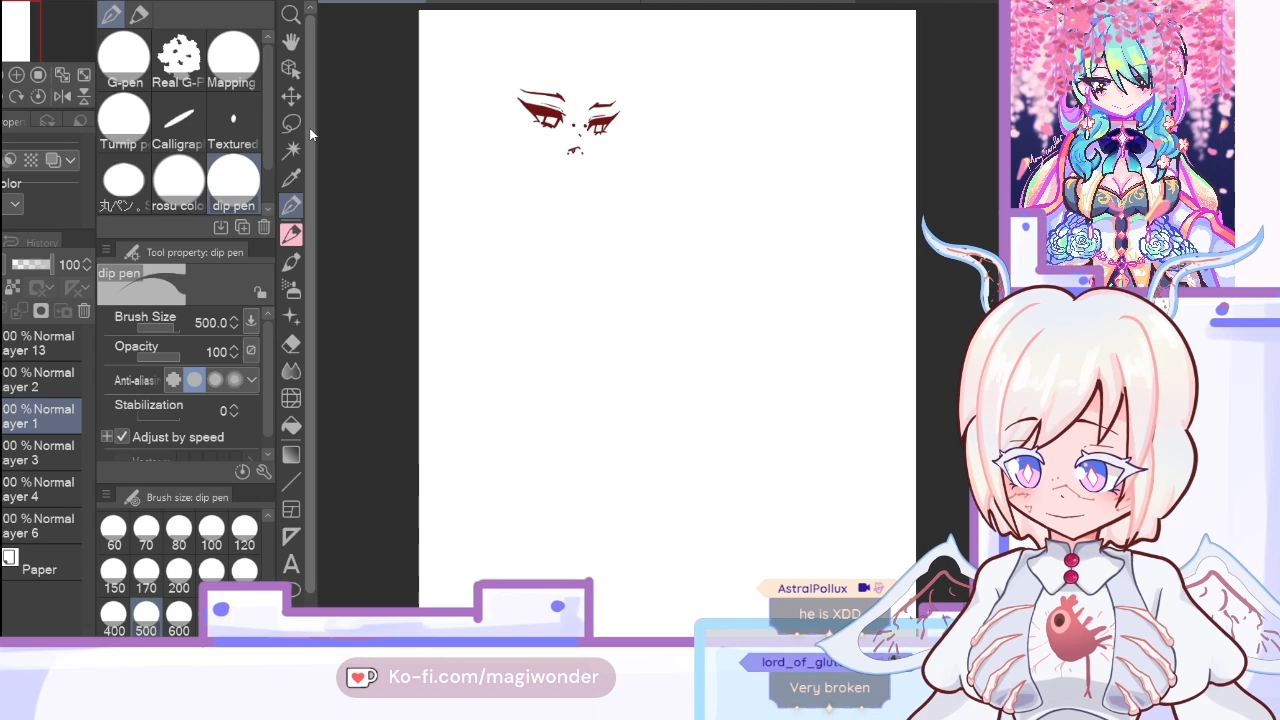 G-pen
Real G-P
Mapping
Turnip p
Calligrap
Textured
丸ペン。S
rosu colo
dip pen
oper
olor
History
100
Tool property: dip pen
dip pen
Brush Size
500.0
Opacity
100
Anti-aliasin
Stabilization
0
Adjust by speed
00 % Normal
ayer 13
00 % Normal
ayer 2
00 % Normal
ayer 1
00 % Normal
ayer 3
00 % Normal
ayer 4
00 % Normal
ayer 6
Paper
Brush size: dip pen
60 70 80 100 120
150 170 200
400 500 600
A
AstralPollux
he is XDD
lord_of_glut
Very broken
Ko-fi.com/magiwonder